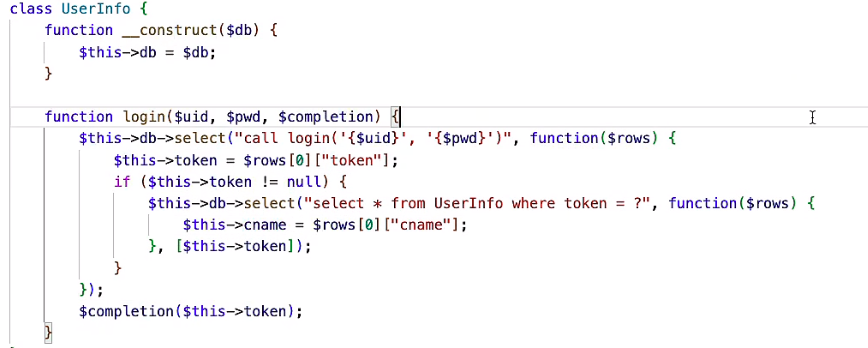 class UserInfo {
    function __construct($db) {
        $this->db = $db;
    }

    function login($uid, $pwd, $completion) {
        $this->db->select("call login('{$uid}', '{$pwd}')", function($rows) {
            $this->token = $rows[0]["token"];
            if ($this->token != null) {
                $this->db->select("select * from UserInfo where token = ?", function($rows) {
                    $this->cname = $rows[0]["cname"];
                }, [$this->token]);
            }
        });
        $completion($this->token);
    }